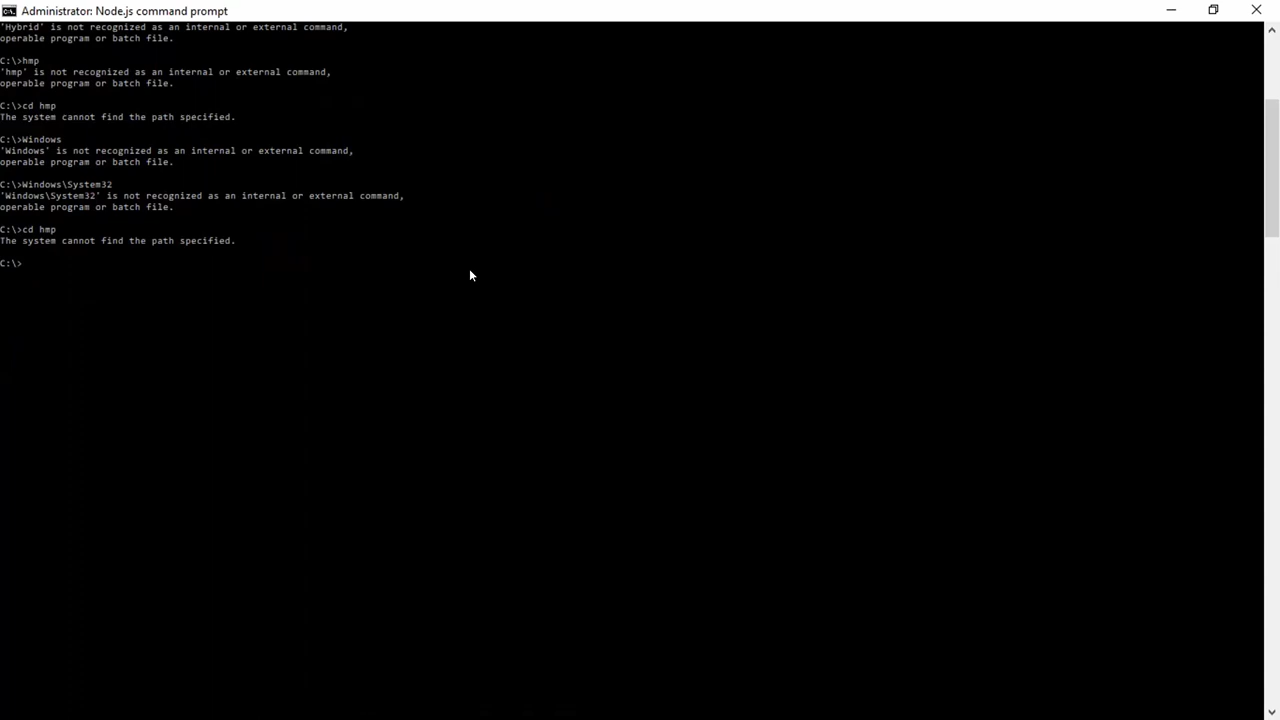 Administrator: Node.js command prompt
'Hybrid' is not recognized as an internal or external command,
operable program or batch file.
C:\>hmp
'hmp' is not recognized as an internal or external command,
operable program or batch file.
C:\>cd hmp
The system cannot find the path specified.
C:\>Windows
'Windows' is not recognized as an internal or external command,
operable program or batch file.
C:\>Windows\System32
'Windows\System32' is not recognized as an internal or external command,
operable program or batch file.
C:\>cd hmp
The system cannot find the path specified.
C:\>